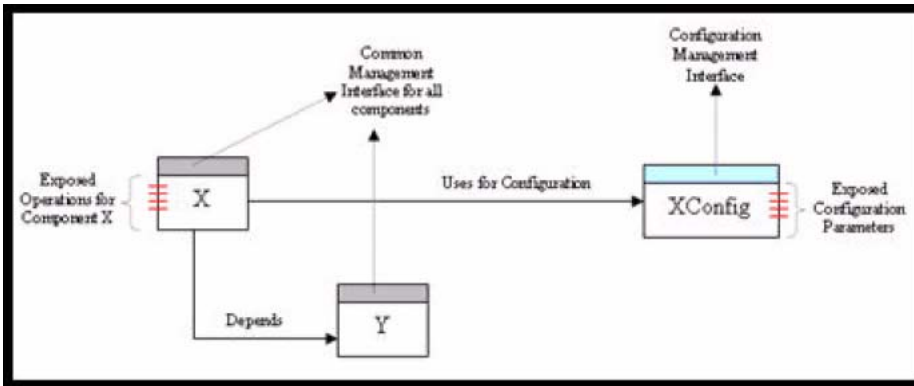 Common
Management
Interface for all
components
Configuration
Management
Interface
Exposed
Operations for
Component X
X
Uses for Configuration
XConfig
Exposed
Configuration
Parameters
Depends
Y